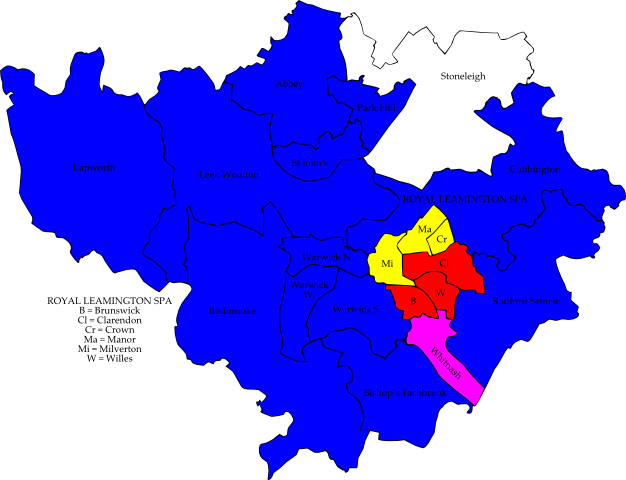 Abbey
Stoneleigh
Park Hill
St John's
Lapworth
Leek Wootton
Cubbington
ROYAL LEAMINGTON SPA
Ma
Cr
Warwick N
Mi
Cl
Warwick
W
Budbrooke
Warwick S
B
W
Radford Semele
ROYAL LEAMINGTON SPA
B = Brunswick
Cl = Clarendon
Cr = Crown
Ma = Manor
Mi = Milverton
W = Willes
Whitnash
Bishop's Tachbrook